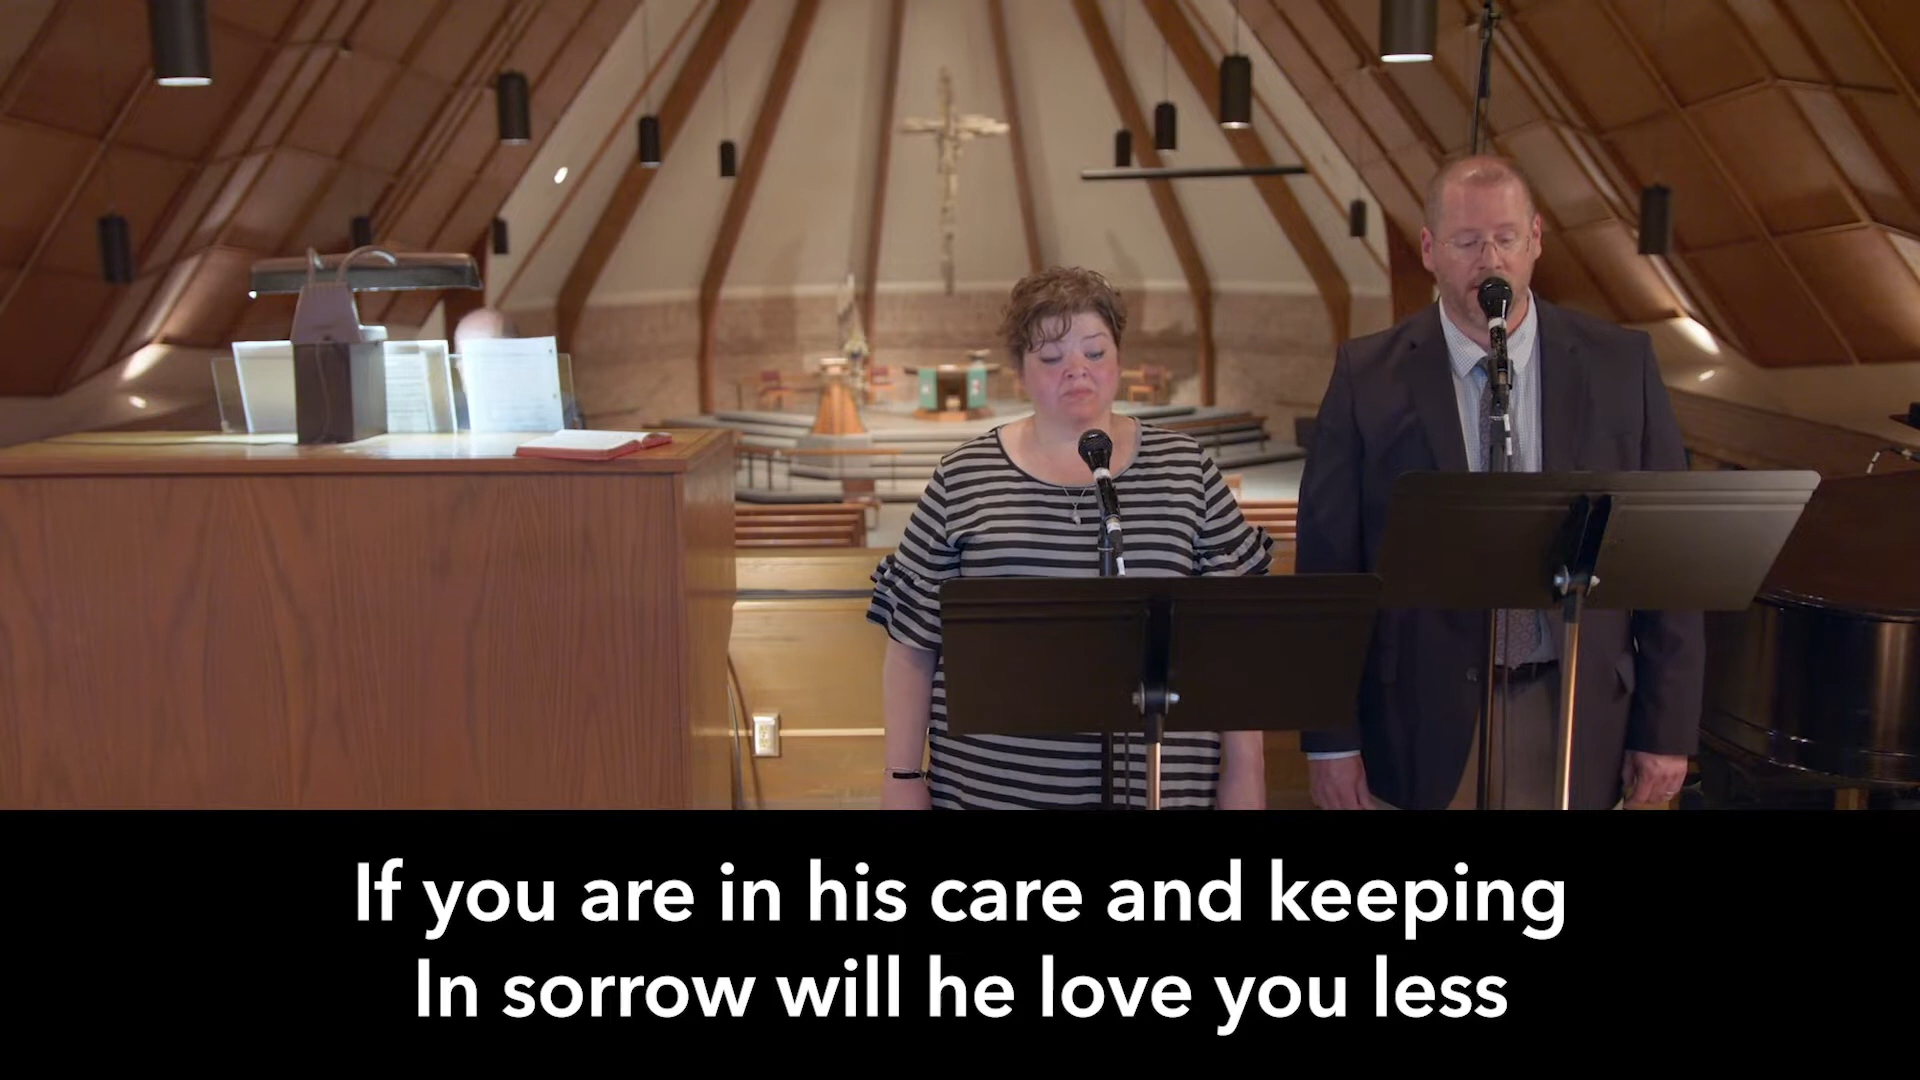 If you are in his care and keeping
In sorrow will he love you less